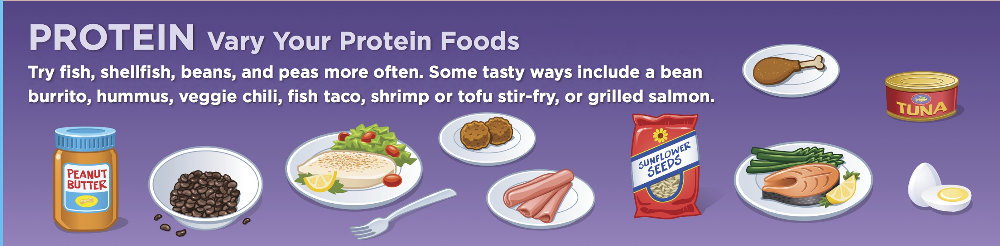 PROTEIN Vary Your Protein Foods
Try fish, shellfish, beans, and peas more often. Some tasty ways include a bean
burrito, hummus, veggie chili, fish taco, shrimp or tofu stir-fry, or grilled salmon.
TUNA
PEANUT
BUTTER
SUNFLOWER
SEEDS